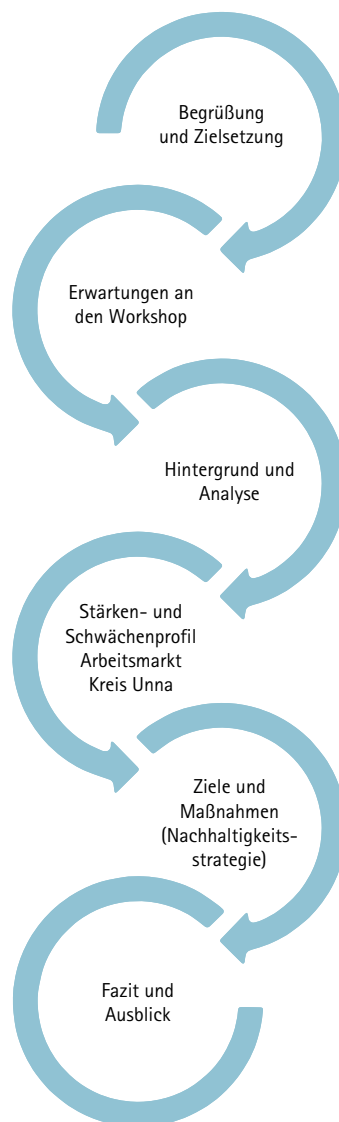 Begrüßung
und Zielsetzung
Erwartungen an
den Workshop
Hintergrund und
Analyse
Stärken- und
Schwächenprofil
Arbeitsmarkt
Kreis Unna
Ziele und
Maßnahmen
(Nachhaltigkeits-
strategie)
Fazit und
Ausblick